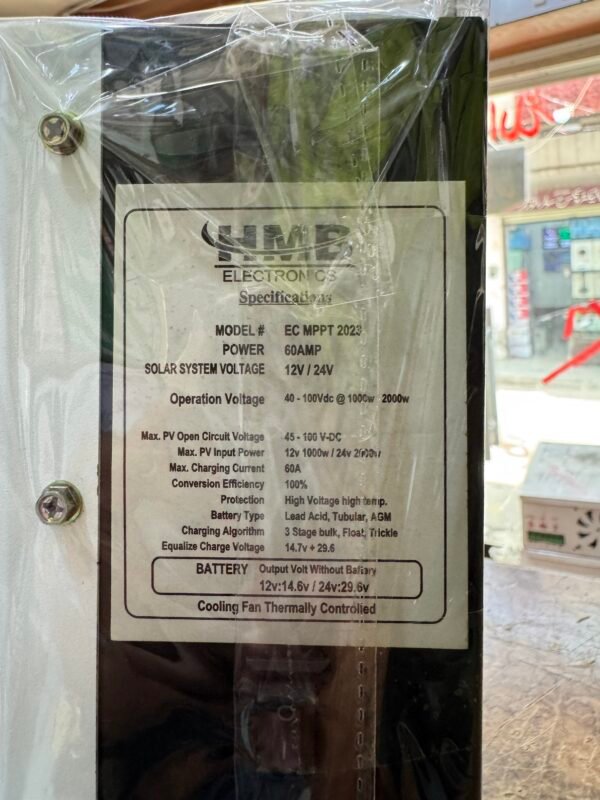 HMB
ELECTRONICS
Specifications
MODEL # EC MPPT 2023
POWER 60AMP
SOLAR SYSTEM VOLTAGE 12V / 24V
Operation Voltage 40 - 100Vdc @ 1000w 2000w
Max. PV Open Circuit Voltage 45 - 100 V-DC
Max. PV Input Power 12v 1000w / 24v 2000w
Max. Charging Current 60A
Conversion Efficiency 100%
Protection High Voltage high temp.
Battery Type Lead Acid, Tubular, AGM
Charging Algorithm 3 Stage bulk, Float, Trickle
Equalize Charge Voltage 14.7v + 29.6
BATTERY Output Volt Without Battery
12v:14.6v / 24v:29.6v
Cooling Fan Thermally Controlled